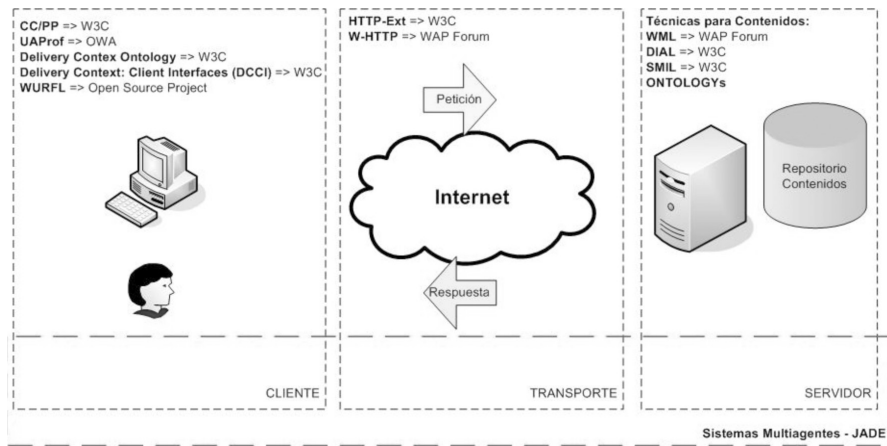 CC/PP => W3C
UAProf => OWA
Delivery Contex Ontology => W3C
Delivery Context: Client Interfaces (DCCI) => W3C
WURFL => Open Source Project
CLIENTE
HTTP-Ext => W3C
W-HTTP => WAP Forum
Petición
Internet
Respuesta
TRANSPORTE
Técnicas para Contenidos:
WML => WAP Forum
DIAL => W3C
SMIL => W3C
ONTOLOGYs
Repositorio
Contenidos
SERVIDOR
Sistemas Multiagentes - JADE